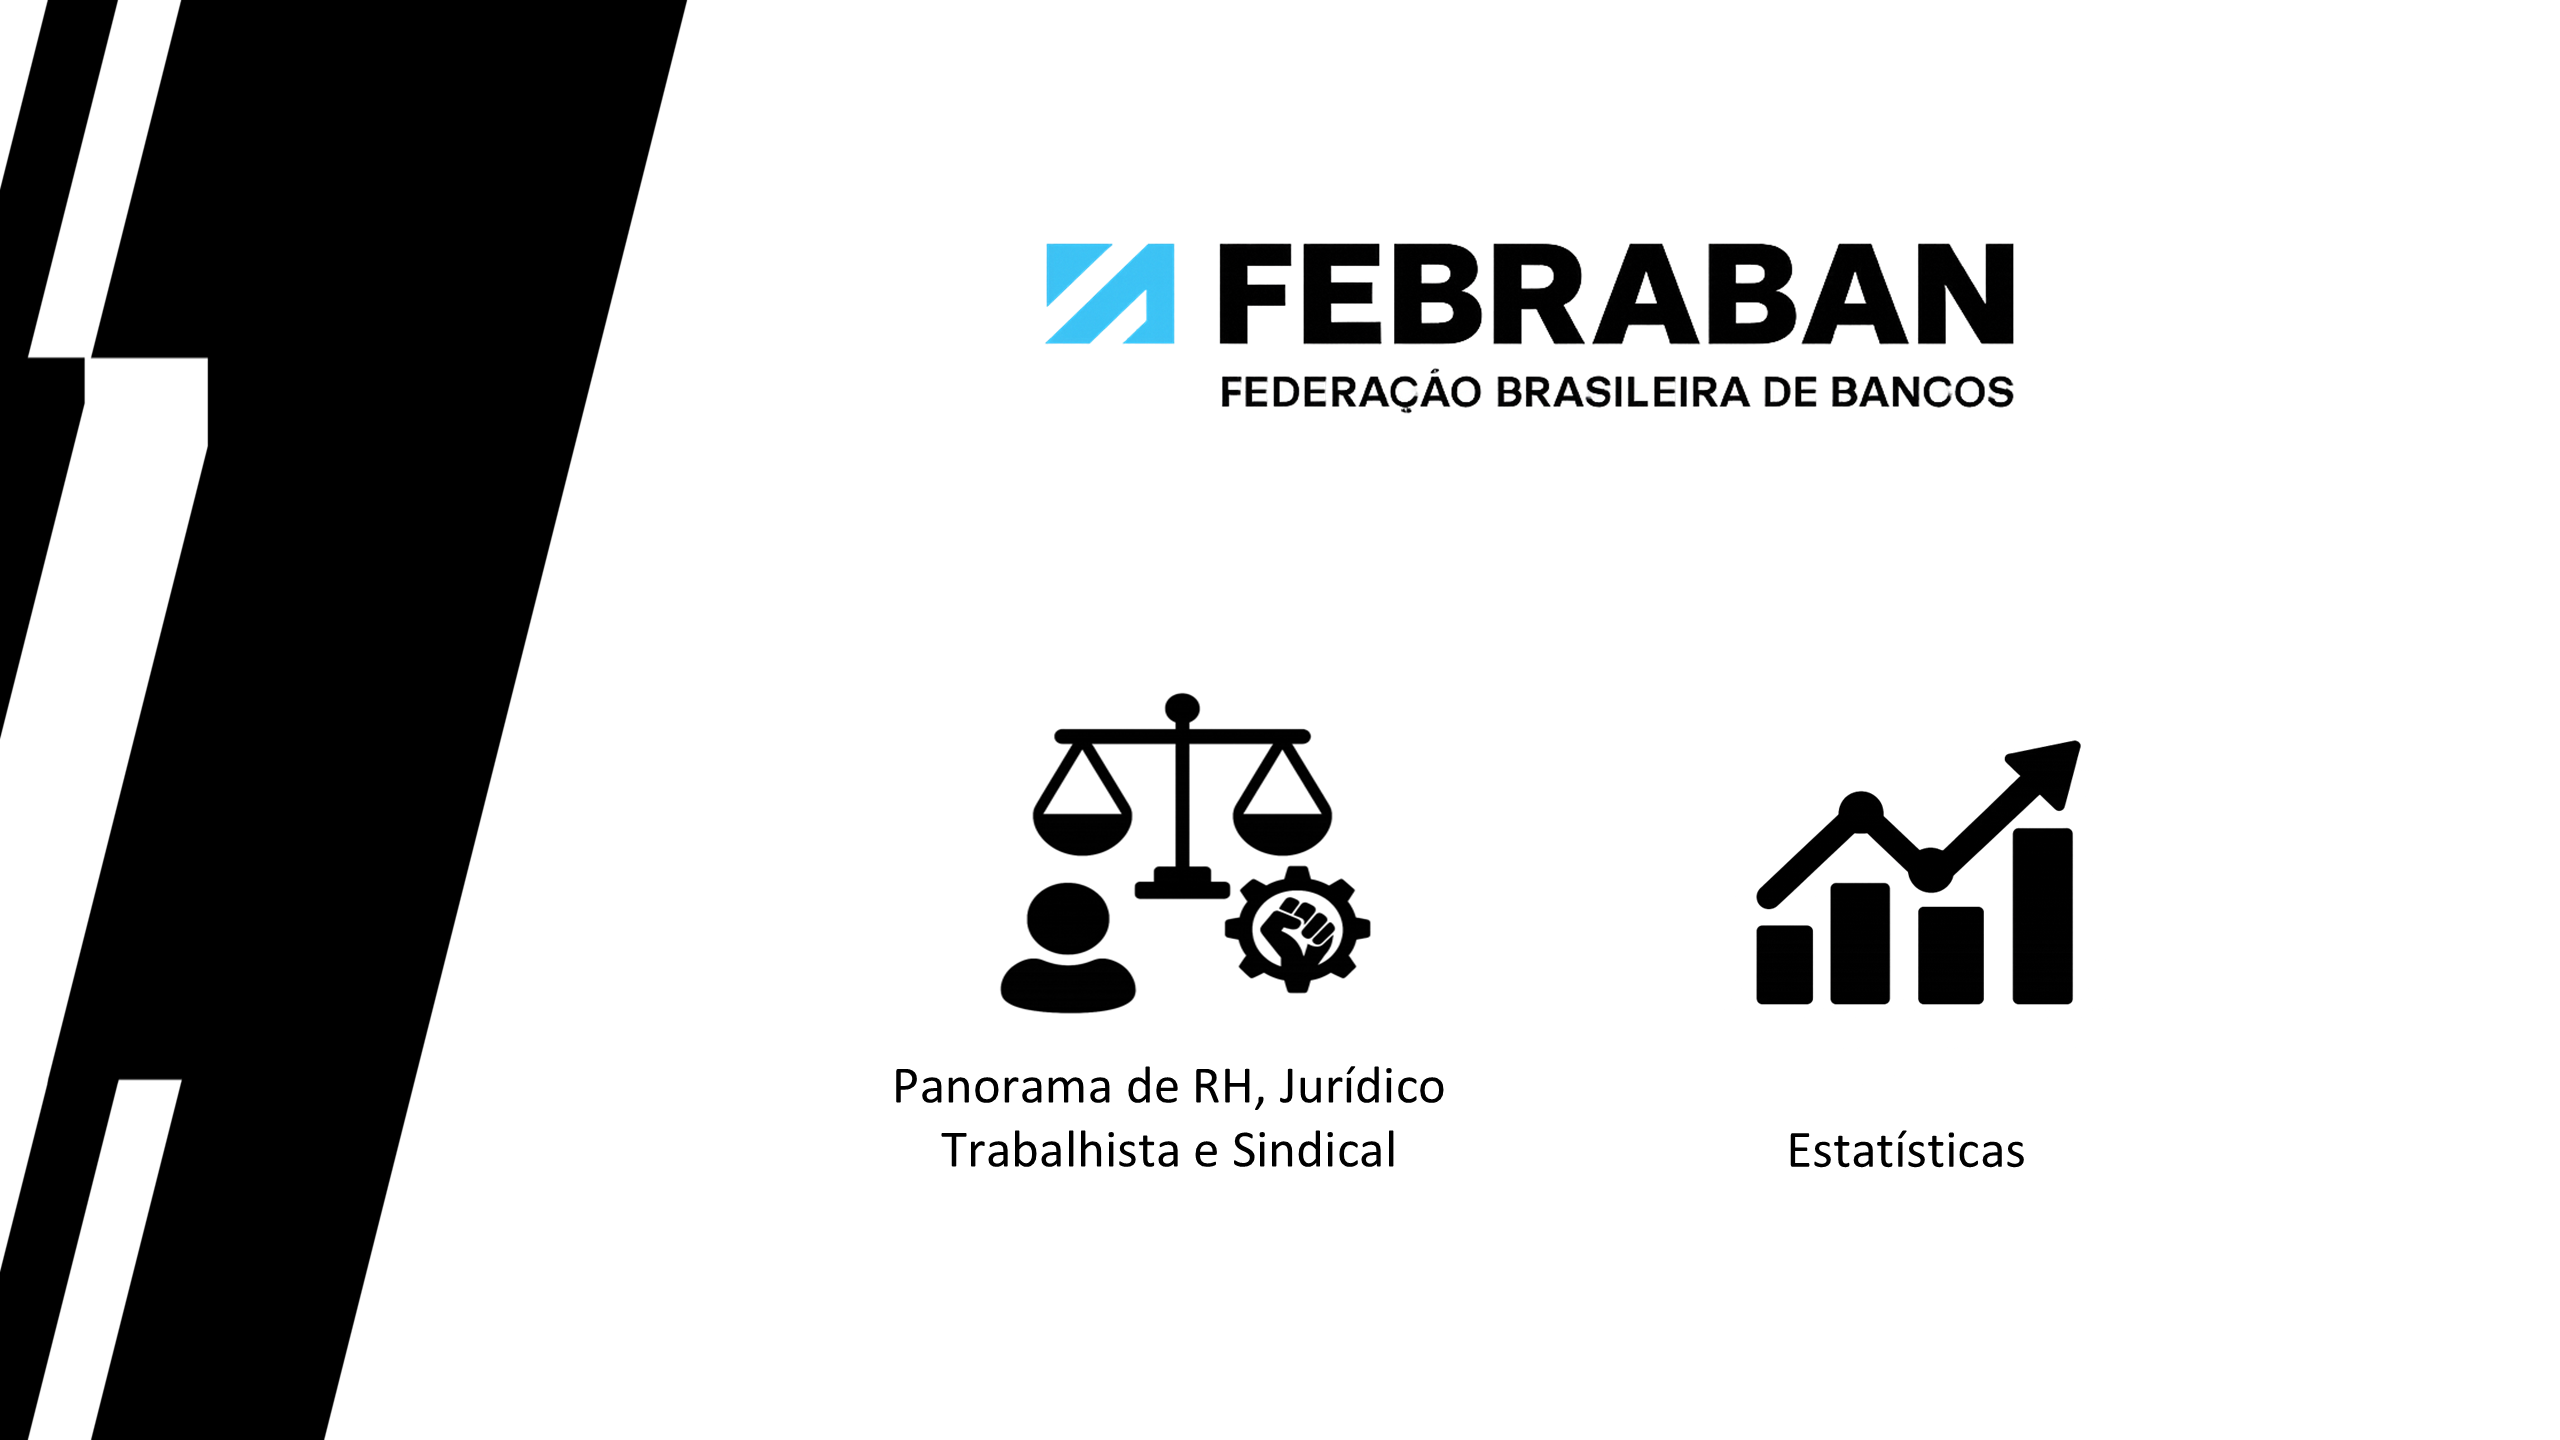 FEBRABAN
FEDERAÇÃO BRASILEIRA DE BANCOS
Panorama de RH, Jurídico
Trabalhista e Sindical
Estatísticas